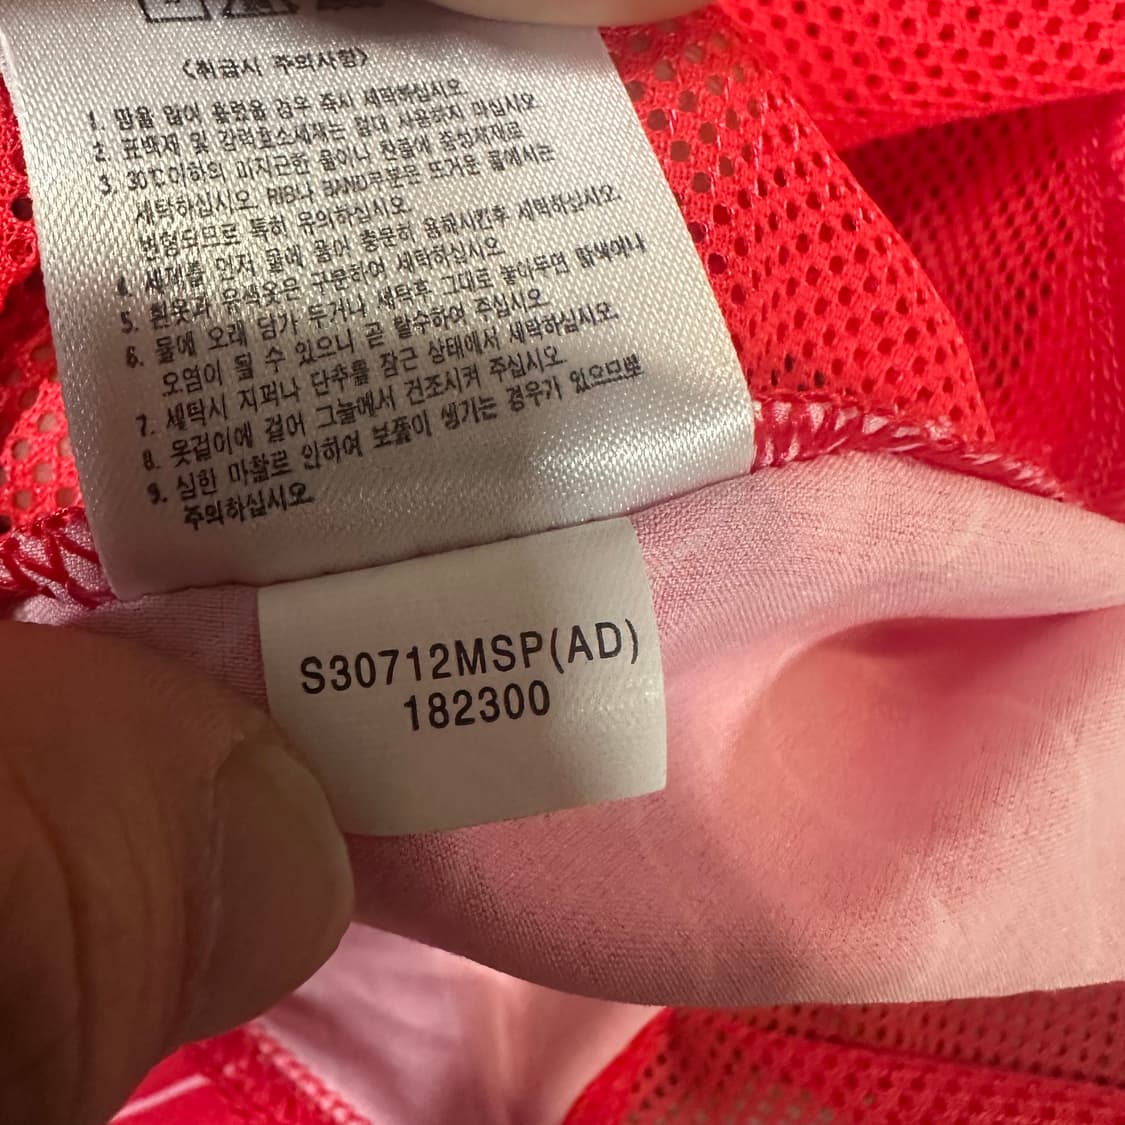 <취급시 주의사항>
1. 땀을 많이 흘렸을 경우 즉시 세탁하십시오
2. 표백제 및 강력효소세제는 절대 사용하지 마십시오
3. 30℃이하의 미지근한 물이나 찬물에 중성세제로
세탁하십시오. RIB나 BAND부분은 뜨거운 물에서는
변형되므로 특히 유의하십시오.
4. 세제를 먼저 물에 풀어 충분히 용해시킨후 세탁하십시오.
5. 흰옷과 유색옷은 구분하여 세탁하십시오
6. 물에 오래 담가 두거나 세탁후 그대로 놓아두면 탈색이나
오염이 될 수 있으니 곧 탈수하여 주십시오
7. 세탁시 지퍼나 단추를 잠근 상태에서 세탁하십시오.
8. 옷걸이에 걸어 그늘에서 건조시켜 주십시오
9. 심한 마찰로 인하여 보풀이 생기는 경우가 있으므로
주의하십시오
S30712MSP(AD)
182300